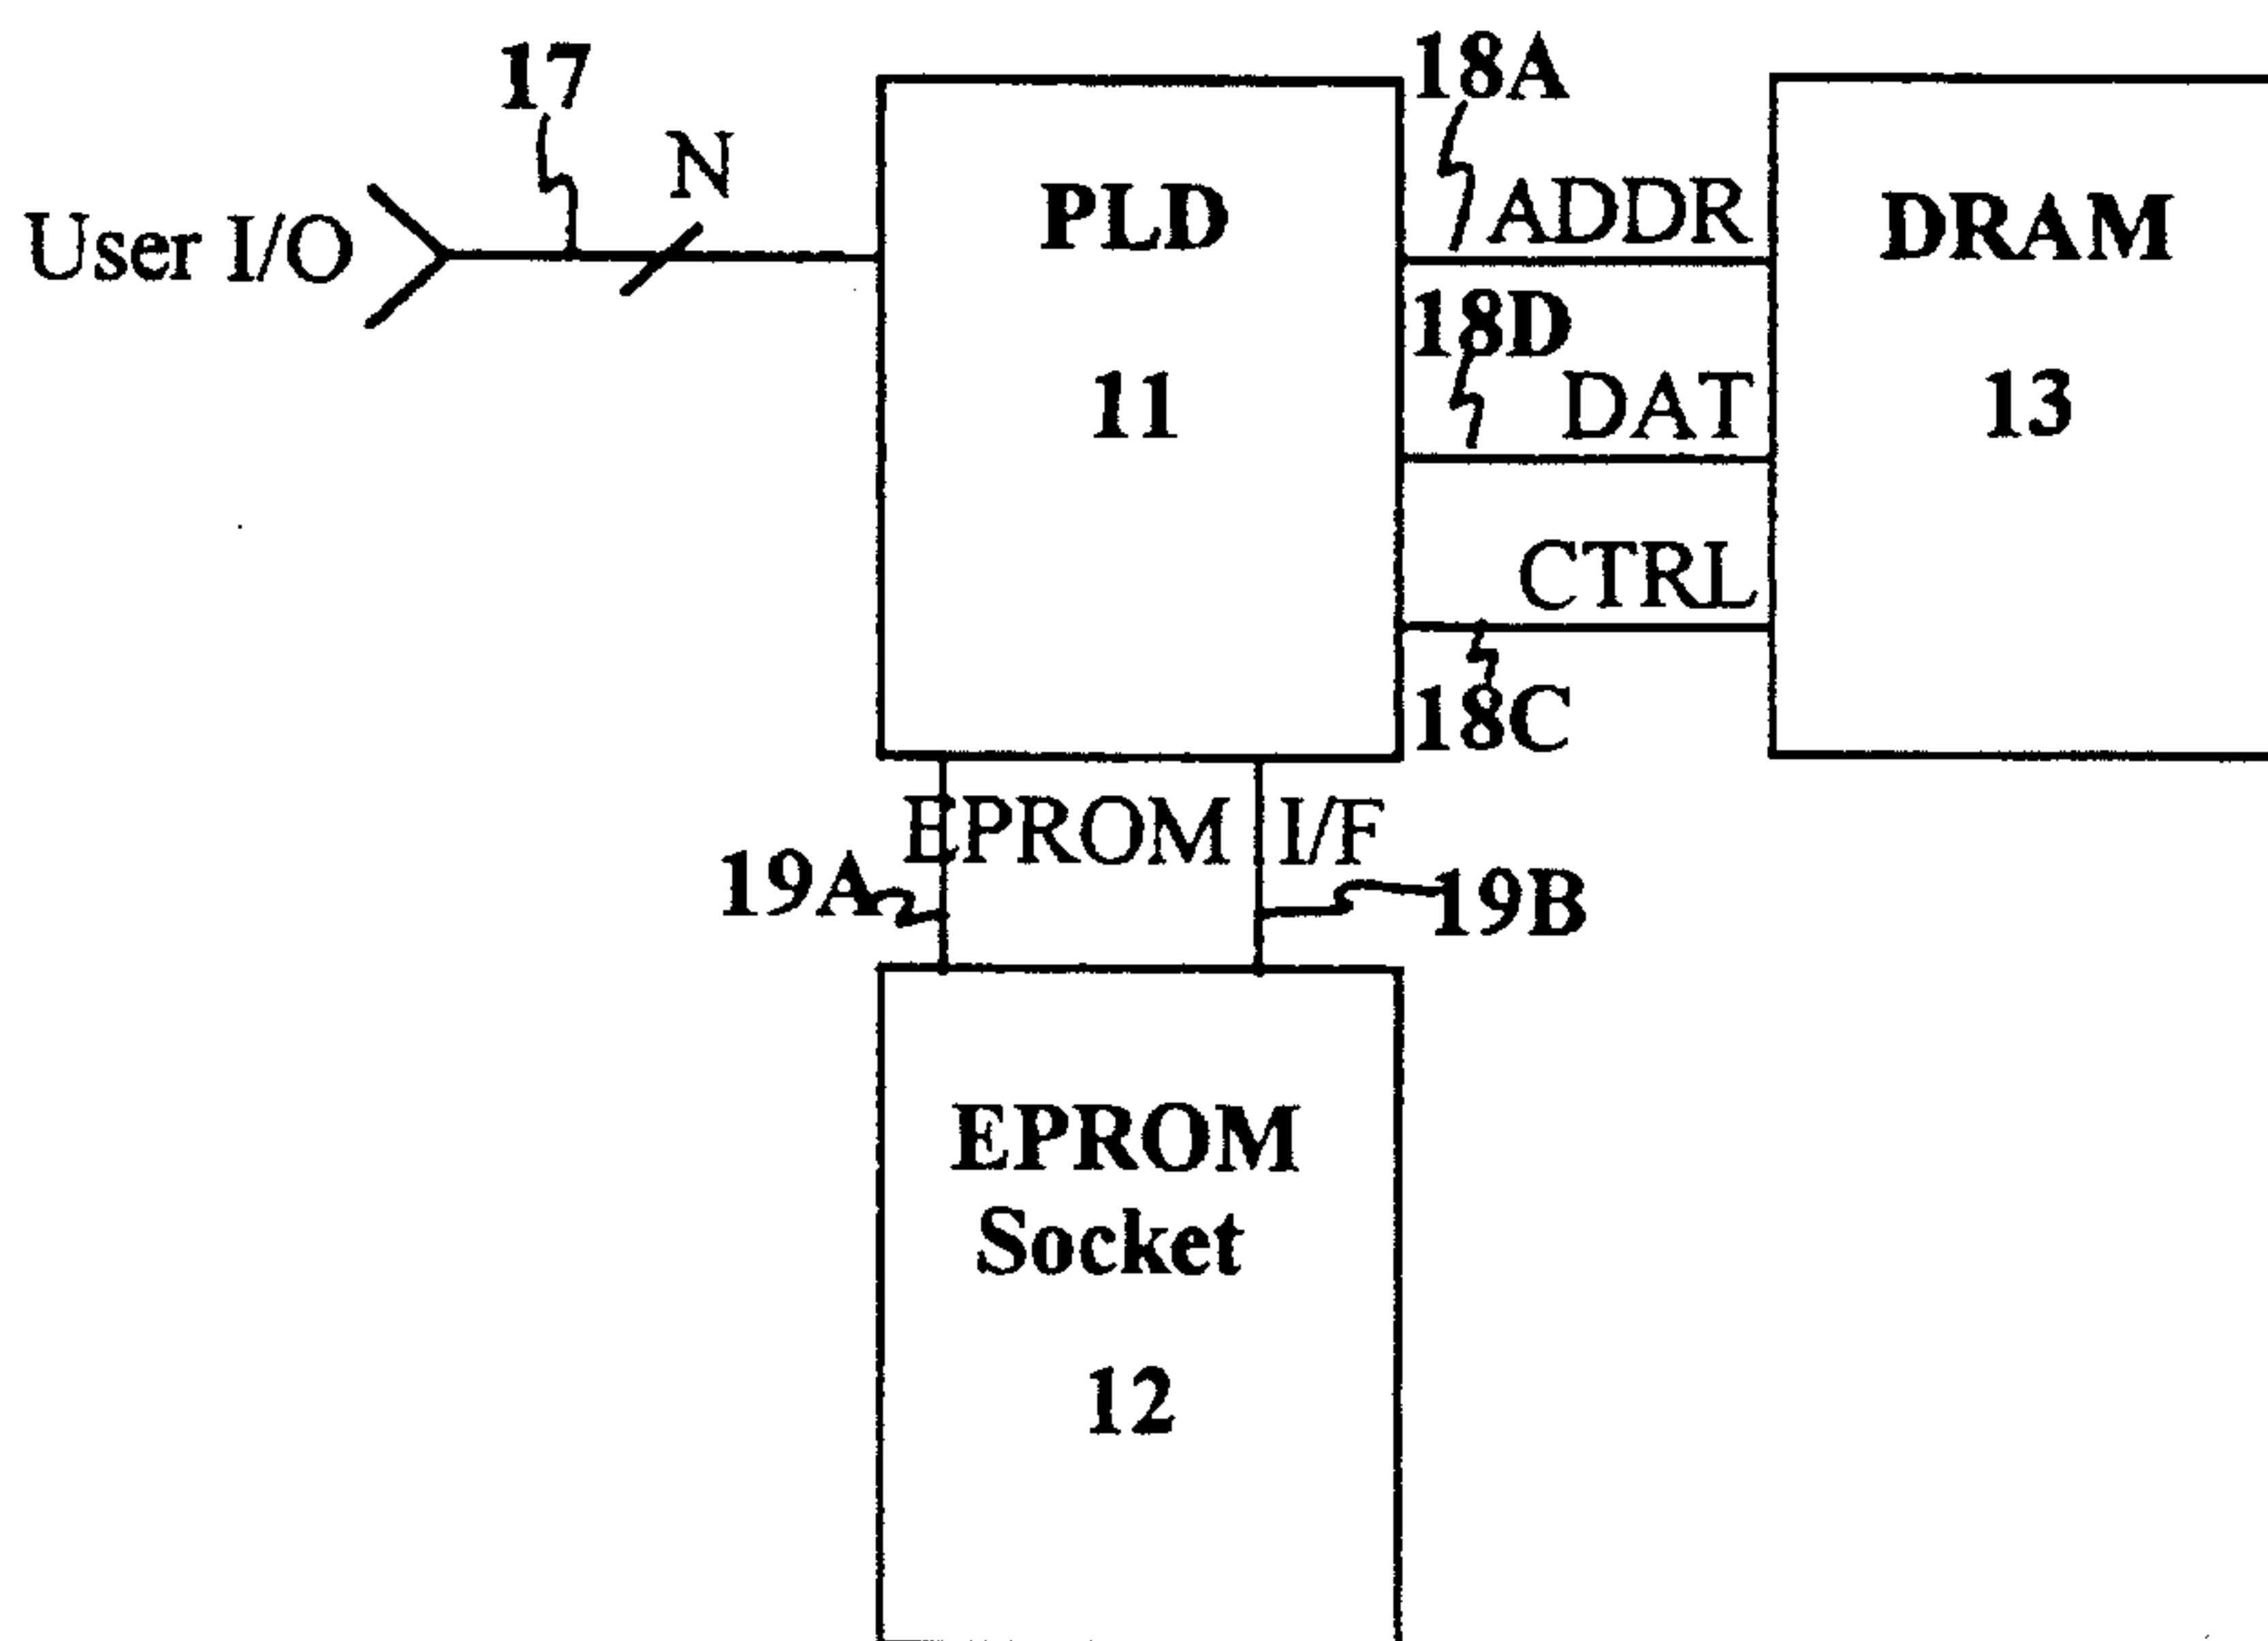 17
N
User I/O
PLD
11
18A
ADDR
18D
DAT
CTRL
18C
DRAM
13
EPROM I/F
19A
19B
EPROM
Socket
12